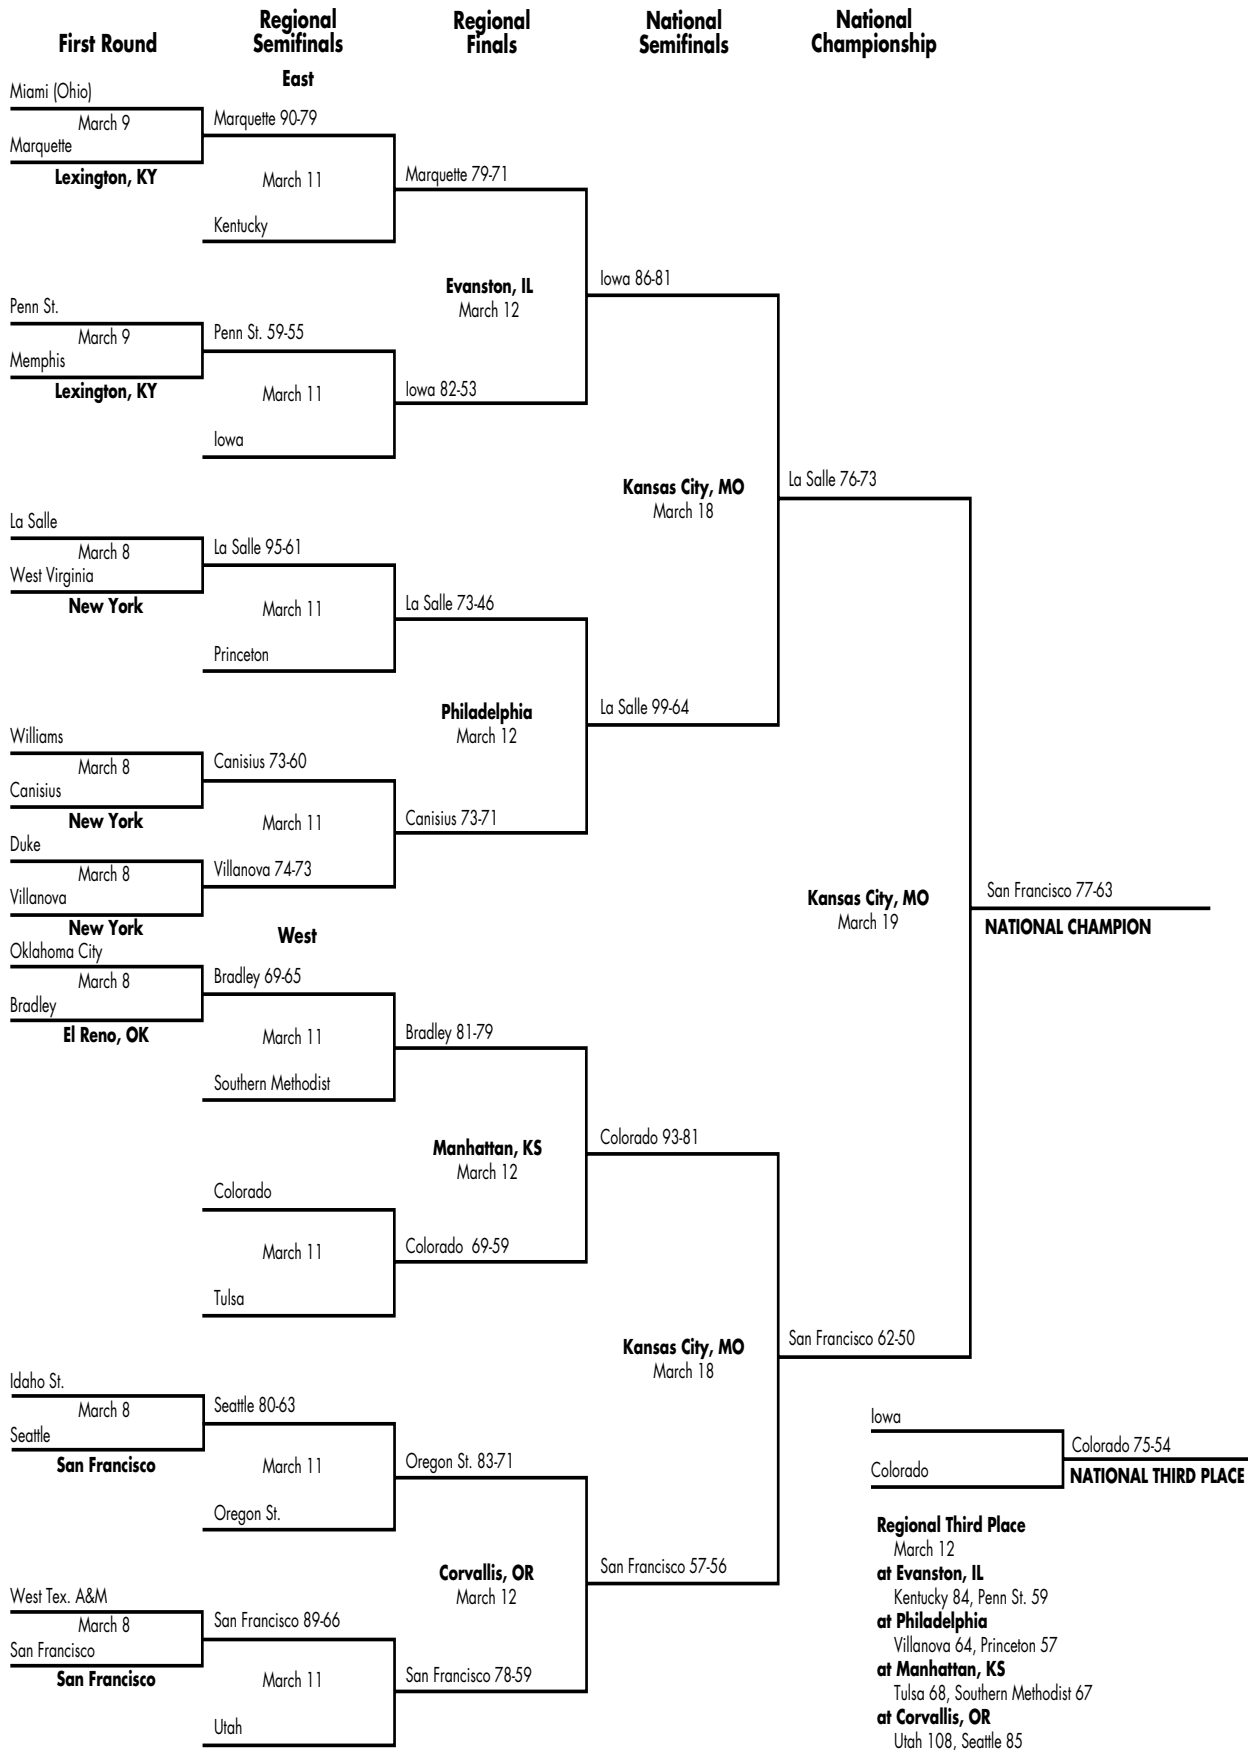 First Round
Regional
Semifinals
Regional
Finals
National
Semifinals
National
Championship
East
Miami (Ohio)
March 9
Marquette
Lexington, KY
Marquette 90-79
March 11
Kentucky
Marquette 79-71
Penn St.
March 9
Memphis
Lexington, KY
Penn St. 59-55
March 11
Iowa
Iowa 82-53
Evanston, IL
March 12
Iowa 86-81
La Salle
March 8
West Virginia
New York
La Salle 95-61
March 11
Princeton
La Salle 73-46
Williams
March 8
Canisius
New York
Canisius 73-60
March 11
Duke
March 8
Villanova
New York
Villanova 74-73
Canisius 73-71
Philadelphia
March 12
La Salle 99-64
Kansas City, MO
March 18
La Salle 76-73
West
Oklahoma City
March 8
Bradley
El Reno, OK
Bradley 69-65
March 11
Southern Methodist
Bradley 81-79
Colorado
March 11
Tulsa
Colorado 69-59
Manhattan, KS
March 12
Colorado 93-81
Idaho St.
March 8
Seattle
San Francisco
Seattle 80-63
March 11
Oregon St.
Oregon St. 83-71
West Tex. A&M
March 8
San Francisco
San Francisco
San Francisco 89-66
March 11
Utah
San Francisco 78-59
Corvallis, OR
March 12
San Francisco 57-56
Kansas City, MO
March 18
San Francisco 62-50
Kansas City, MO
March 19
San Francisco 77-63
NATIONAL CHAMPION
Iowa
Colorado
Colorado 75-54
NATIONAL THIRD PLACE
Regional Third Place
March 12
at Evanston, IL
Kentucky 84, Penn St. 59
at Philadelphia
Villanova 64, Princeton 57
at Manhattan, KS
Tulsa 68, Southern Methodist 67
at Corvallis, OR
Utah 108, Seattle 85